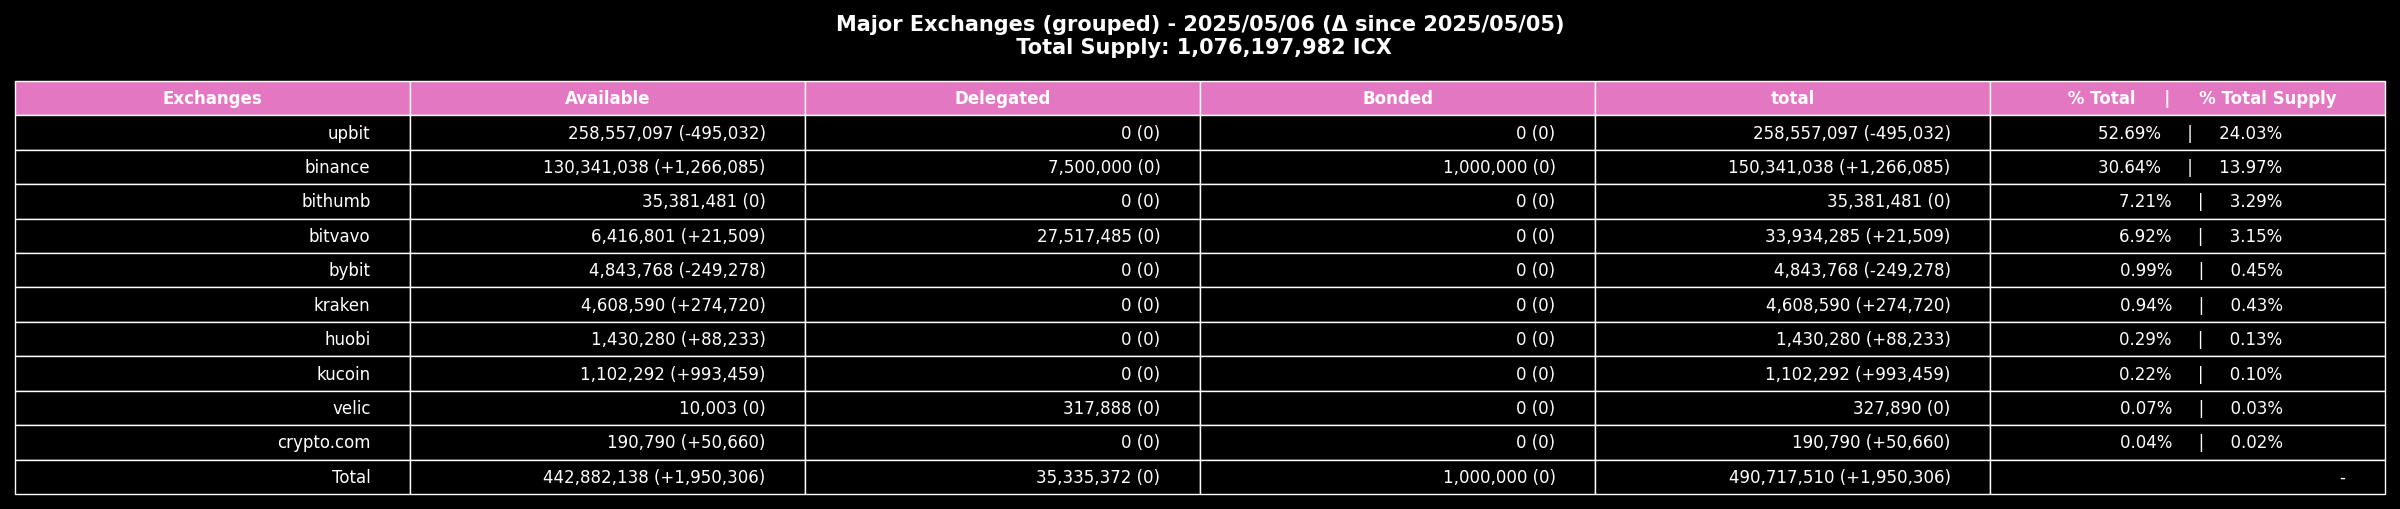 Major Exchanges (grouped) - 2025/05/06 (Δ since 2025/05/05)
Total Supply: 1,076,197,982 ICX
Exchanges Available Delegated Bonded total % Total | % Total Supply
upbit 258,557,097 (-495,032) 0 (0) 0 (0) 258,557,097 (-495,032) 52.69% | 24.03%
binance 130,341,038 (+1,266,085) 7,500,000 (0) 1,000,000 (0) 150,341,038 (+1,266,085) 30.64% | 13.97%
bithumb 35,381,481 (0) 0 (0) 0 (0) 35,381,481 (0) 7.21% | 3.29%
bitvavo 6,416,801 (+21,509) 27,517,485 (0) 0 (0) 33,934,285 (+21,509) 6.92% | 3.15%
bybit 4,843,768 (-249,278) 0 (0) 0 (0) 4,843,768 (-249,278) 0.99% | 0.45%
kraken 4,608,590 (+274,720) 0 (0) 0 (0) 4,608,590 (+274,720) 0.94% | 0.43%
huobi 1,430,280 (+88,233) 0 (0) 0 (0) 1,430,280 (+88,233) 0.29% | 0.13%
kucoin 1,102,292 (+993,459) 0 (0) 0 (0) 1,102,292 (+993,459) 0.22% | 0.10%
velic 10,003 (0) 317,888 (0) 0 (0) 327,890 (0) 0.07% | 0.03%
crypto.com 190,790 (+50,660) 0 (0) 0 (0) 190,790 (+50,660) 0.04% | 0.02%
Total 442,882,138 (+1,950,306) 35,335,372 (0) 1,000,000 (0) 490,717,510 (+1,950,306) -